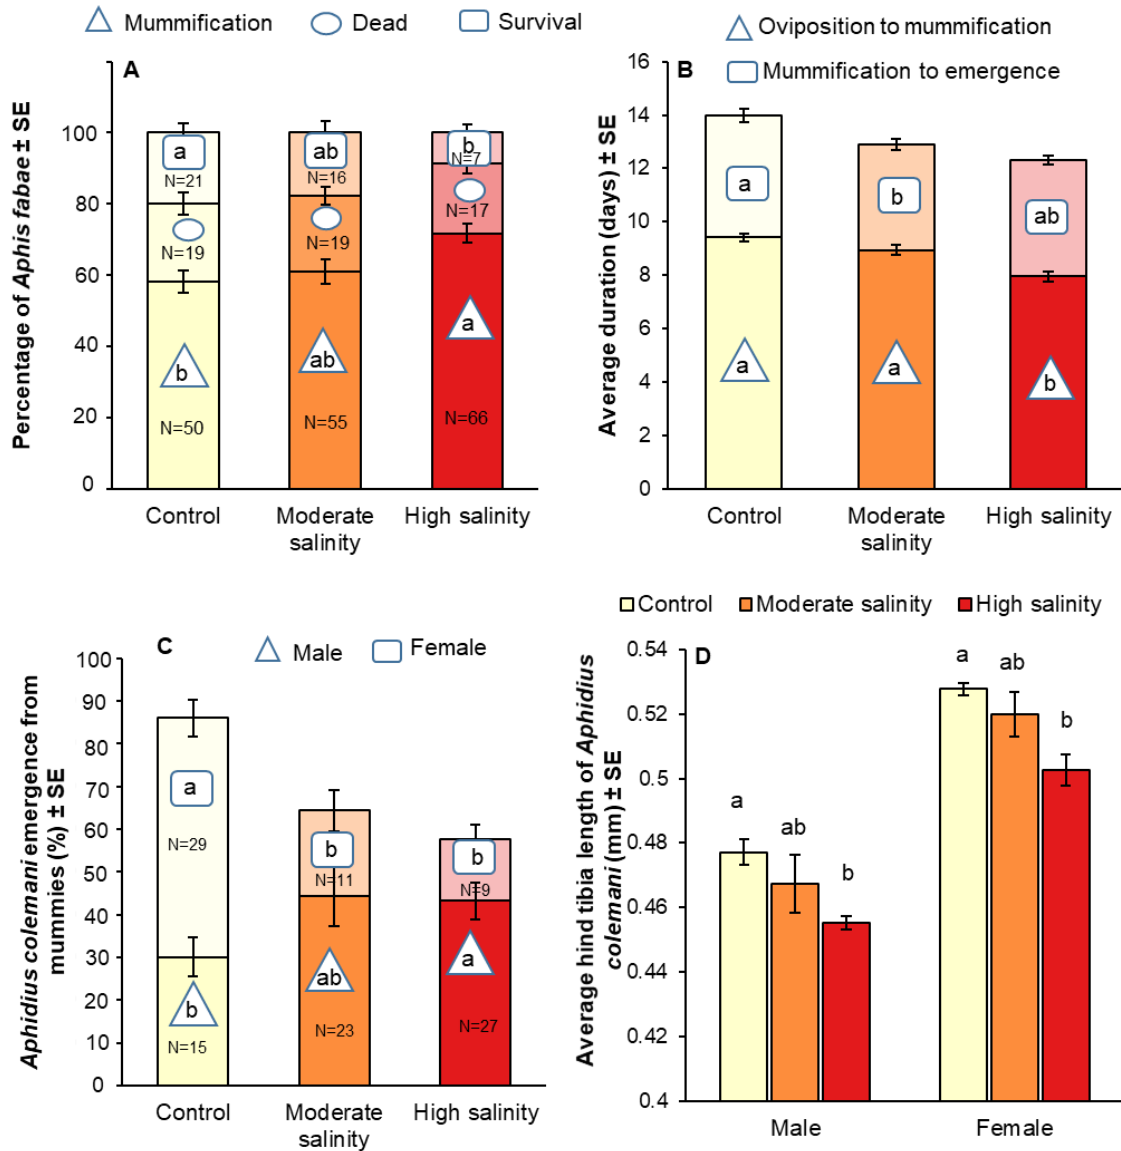 Mummification Dead Survival
A
Percentage of Aphis fabae ± SE
100
80
60
40
20
0
a
N=21
N=19
b
N=50
ab
N=16
N=19
ab
N=55
b
N=7
N=17
a
N=66
Control Moderate salinity High salinity
Oviposition to mummification
Mummification to emergence
B
Average duration (days) ± SE
16
14
12
10
8
6
4
2
0
a
a
b
a
ab
b
Control Moderate salinity High salinity
C
Male Female
Aphidius colemani emergence from
mummies (%) ± SE
100
90
80
70
60
50
40
30
20
10
0
a
N=29
b
N=15
b
N=11
ab
N=23
b
N=9
a
N=27
Control Moderate salinity High salinity
Control Moderate salinity High salinity
D
Average hind tibia length of Aphidius
colemani (mm) ± SE
0.54
0.52
0.5
0.48
0.46
0.44
0.42
0.4
a
ab
b
a
ab
b
Male Female